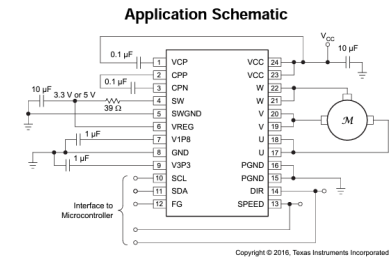 Application Schematic
VCC
0.1 µF
10 µF
1 VCP VCC 24
0.1 µF
2 CPP VCC 23
3 CPN W 22
10 µF 3.3 V or 5 V
39 Ω
4 SW W 21
5 SWGND V 20
M
6 VREG V 19
1 µF
7 V1P8 U 18
8 GND U 17
1 µF
9 V3P3 PGND 16
10 SCL PGND 15
11 SDA DIR 14
12 FG SPEED 13
Interface to
Microcontroller
Copyright © 2016, Texas Instruments Incorporated